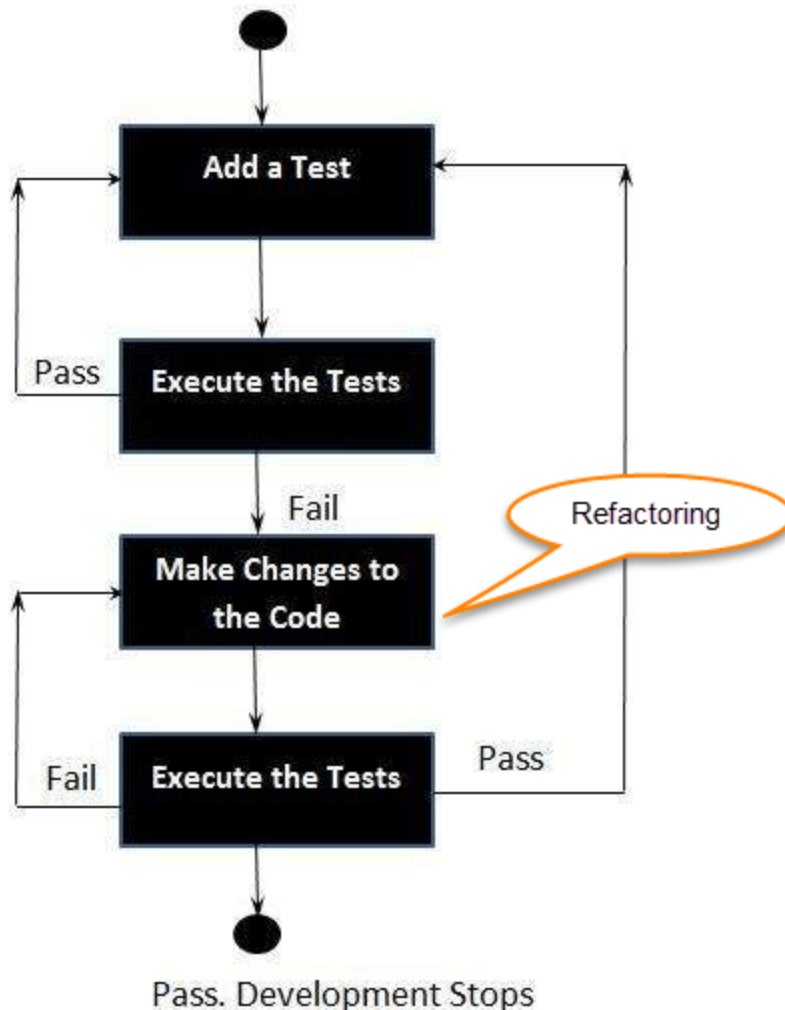 Add a Test
Pass
Execute the Tests
Fail
Refactoring
Make Changes to
the Code
Fail
Execute the Tests
Pass
Pass. Development Stops